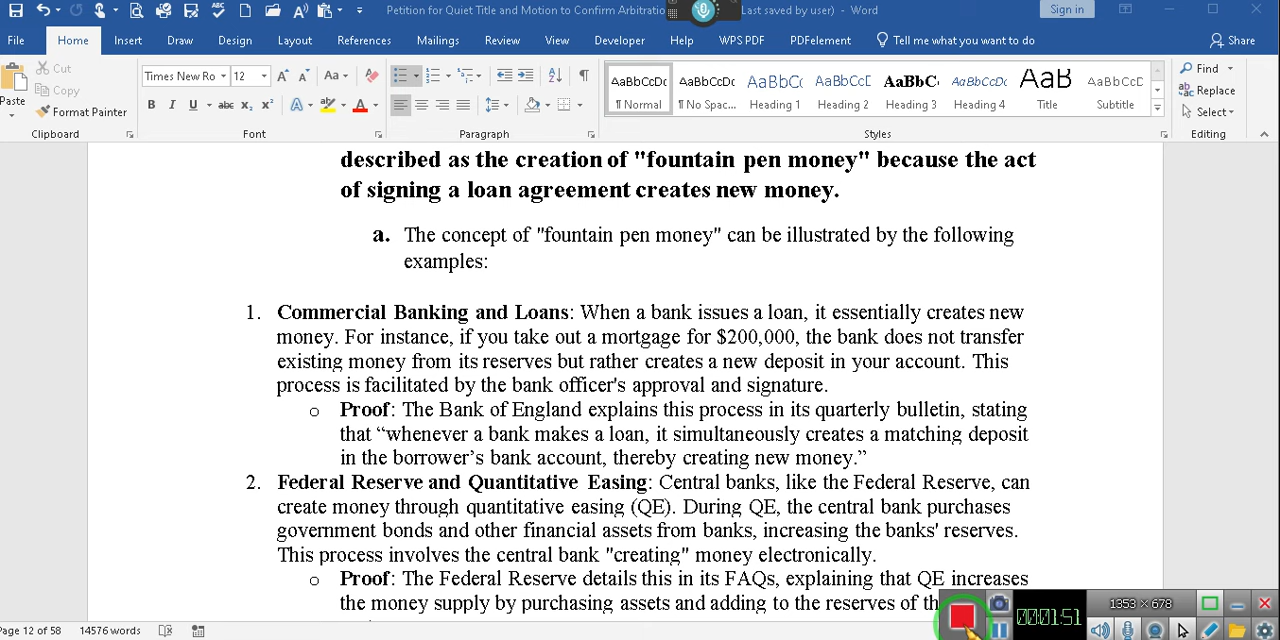 Petition for Quiet Title and Motion to Confirm Arbitratio
Last saved by user) - Word
Sign in
File Home Insert Draw Design Layout References Mailings Review View Developer Help WPS PDF PDFelement Tell me what you want to do Share
Paste
Cut
Copy
Format Painter
Clipboard
Times New Ro 12
Font
Paragraph
AaBbCcDc AaBbCcDc AaBbC( AaBbCcD AaBbC AaBbCcDc AaB AaBbCcD
¶ Normal ¶ No Spac... Heading 1 Heading 2 Heading 3 Heading 4 Title Subtitle
Styles
Find
Replace
Select
Editing
described as the creation of "fountain pen money" because the act
of signing a loan agreement creates new money.
a. The concept of "fountain pen money" can be illustrated by the following
examples:
1. Commercial Banking and Loans: When a bank issues a loan, it essentially creates new
money. For instance, if you take out a mortgage for $200,000, the bank does not transfer
existing money from its reserves but rather creates a new deposit in your account. This
process is facilitated by the bank officer's approval and signature.
o Proof: The Bank of England explains this process in its quarterly bulletin, stating
that “whenever a bank makes a loan, it simultaneously creates a matching deposit
in the borrower’s bank account, thereby creating new money.”
2. Federal Reserve and Quantitative Easing: Central banks, like the Federal Reserve, can
create money through quantitative easing (QE). During QE, the central bank purchases
government bonds and other financial assets from banks, increasing the banks' reserves.
This process involves the central bank "creating" money electronically.
o Proof: The Federal Reserve details this in its FAQs, explaining that QE increases
the money supply by purchasing assets and adding to the reserves of th
Page 12 of 58 14576 words
000:1:51
1353 × 678